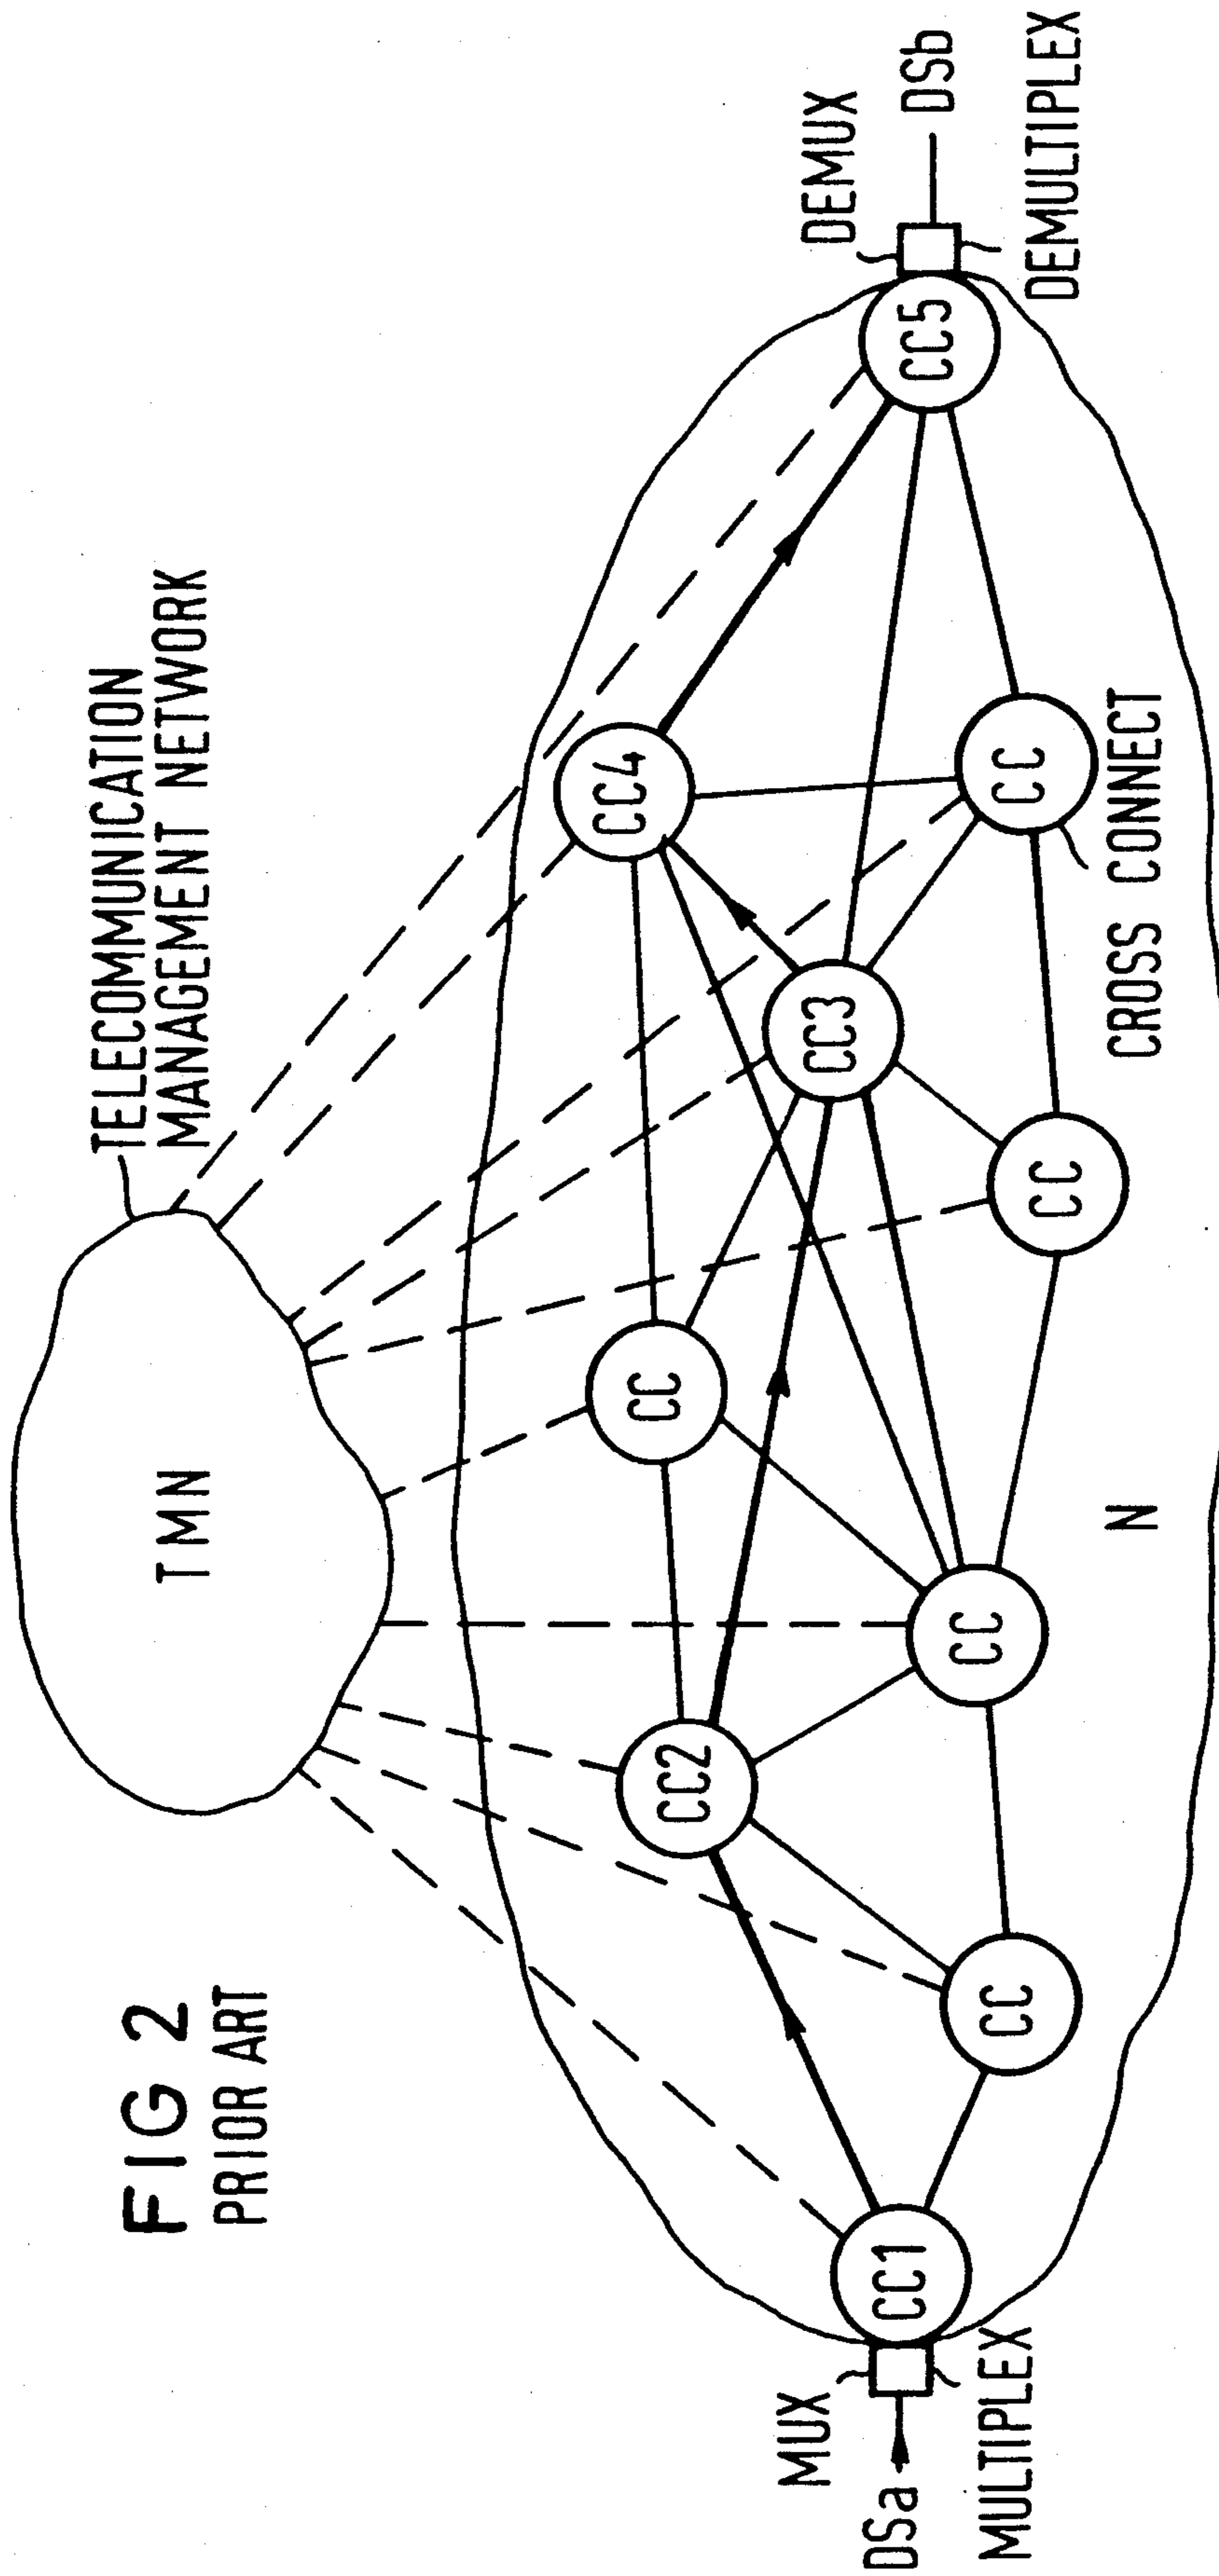 FIG 2
PRIOR ART
TELECOMMUNICATION
MANAGEMENT NETWORK
TMN
MUX
DSa
MULTIPLEX
CC1
CC2
CC
CC3
CC4
CC5
CC
CC
CC
CC
CROSS CONNECT
N
DEMUX
DSb
DEMULTIPLEX